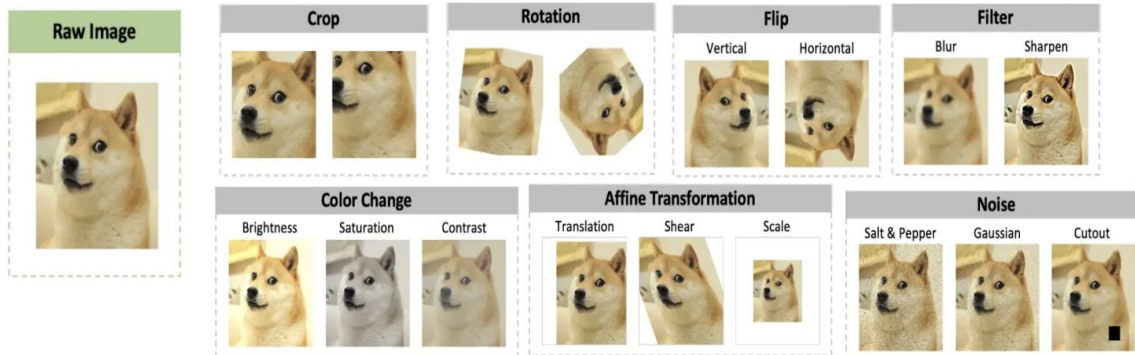 Raw Image
Crop
Rotation
Flip
Vertical Horizontal
Filter
Blur Sharpen
Color Change
Brightness Saturation Contrast
Affine Transformation
Translation Shear Scale
Noise
Salt & Pepper Gaussian Cutout